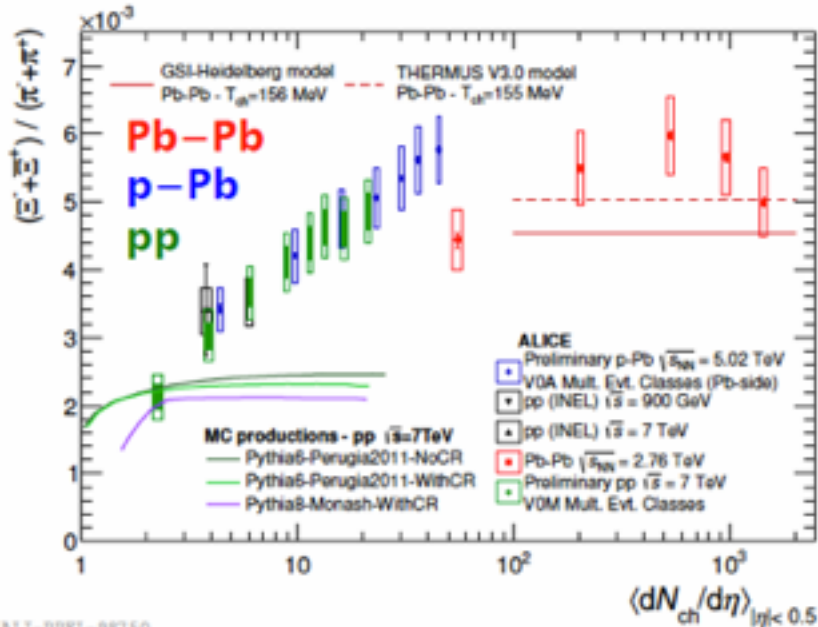 ×10⁻³
(Ξ⁻+Ξ̄⁺) / (π⁻+π⁺)
7
6
5
4
3
2
1
0
GSI-Heidelberg model
Pb-Pb - T_ch=156 MeV
THERMUS V3.0 model
Pb-Pb - T_ch=155 MeV
Pb−Pb
p−Pb
pp
ALICE
Preliminary p-Pb √s_NN = 5.02 TeV
V0A Mult. Evt. Classes (Pb-side)
pp (INEL) √s = 900 GeV
pp (INEL) √s = 7 TeV
Pb-Pb √s_NN = 2.76 TeV
Preliminary pp √s = 7 TeV
V0M Mult. Evt. Classes
MC productions - pp √s=7TeV
Pythia6-Perugia2011-NoCR
Pythia6-Perugia2011-WithCR
Pythia8-Monash-WithCR
1 10 10² 10³
⟨dN_ch/dη⟩_|η|< 0.5